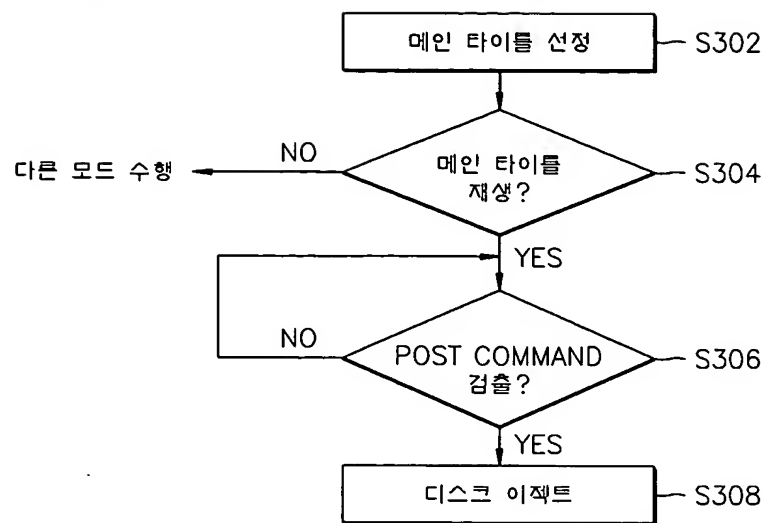 메인 타이틀 선정
S302
메인 타이틀
재생?
S304
NO
다른 모드 수행
YES
POST COMMAND
검출?
S306
NO
YES
디스크 이젝트
S308